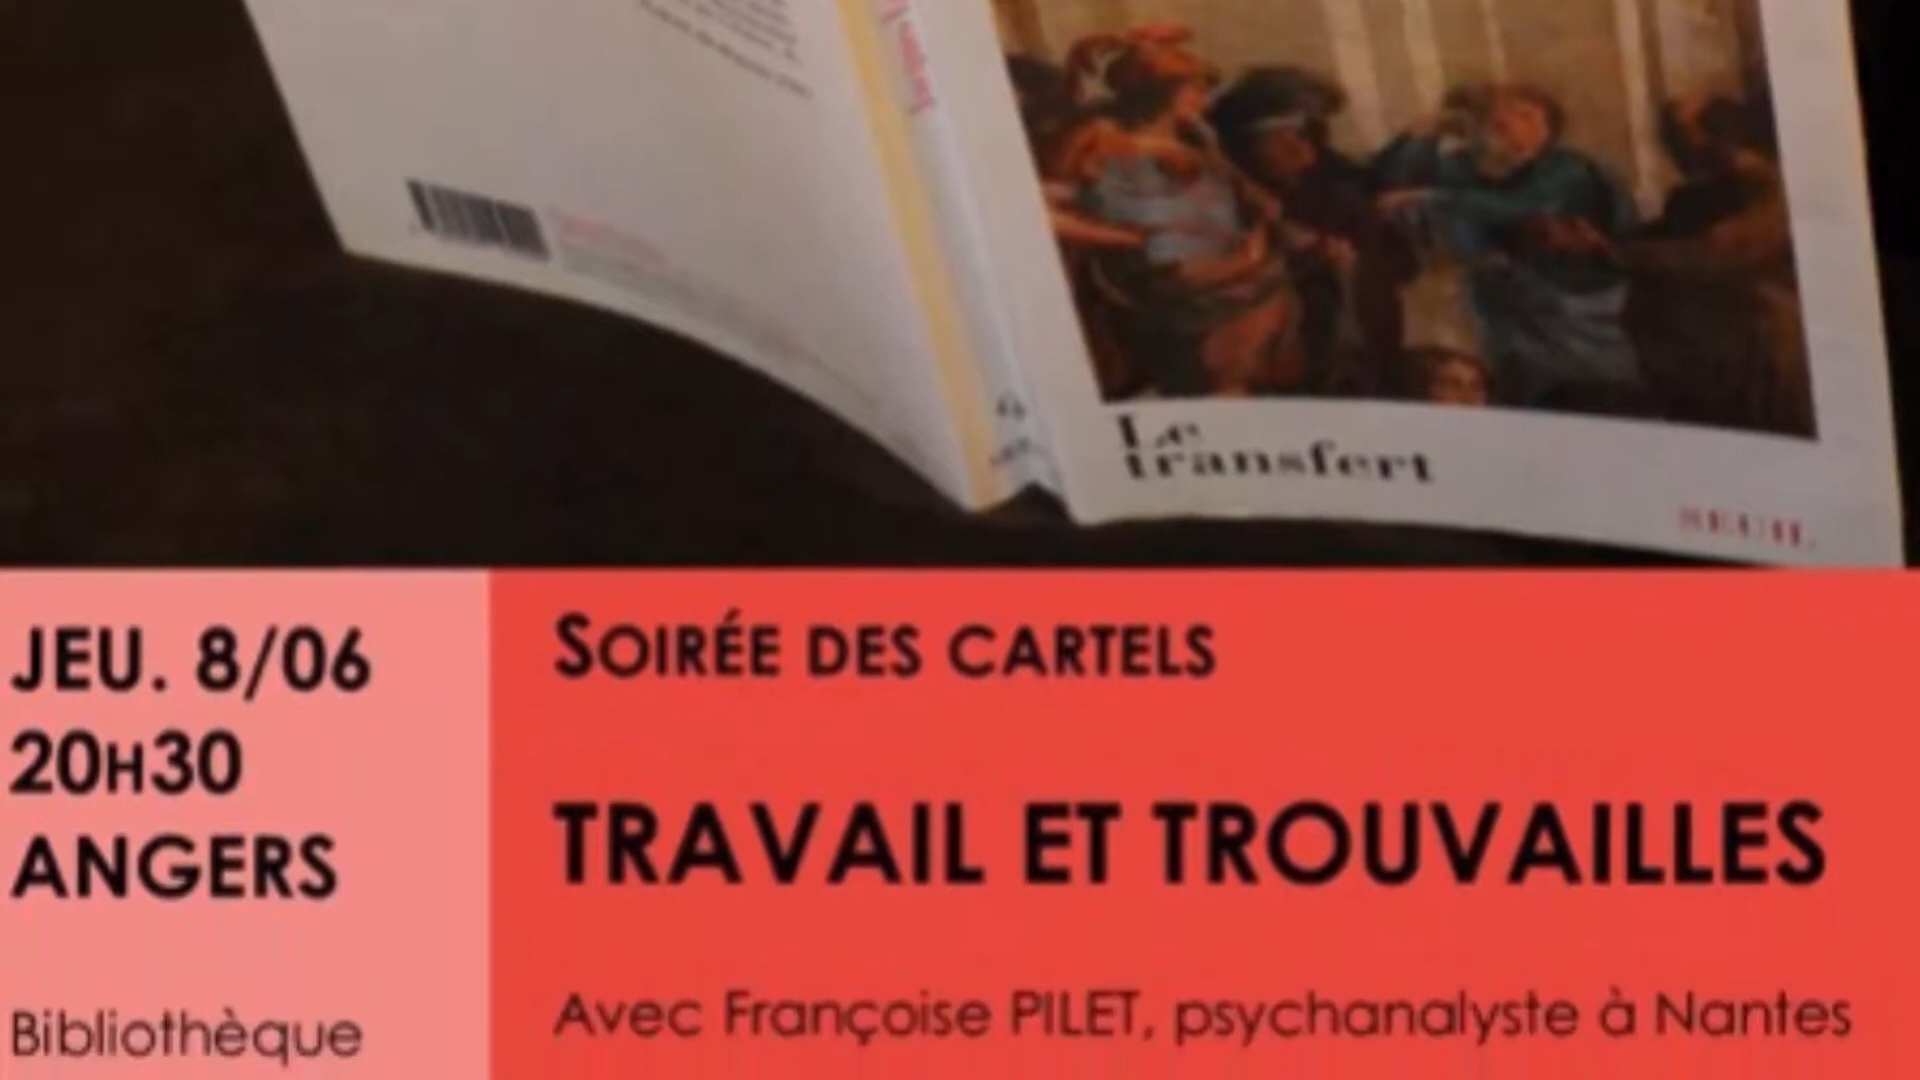 Le
transfert
SEUIL
JEU. 8/06
20H30
ANGERS
Bibliothèque
SOIRÉE DES CARTELS
TRAVAIL ET TROUVAILLES
Avec Françoise PILET, psychanalyste à Nantes